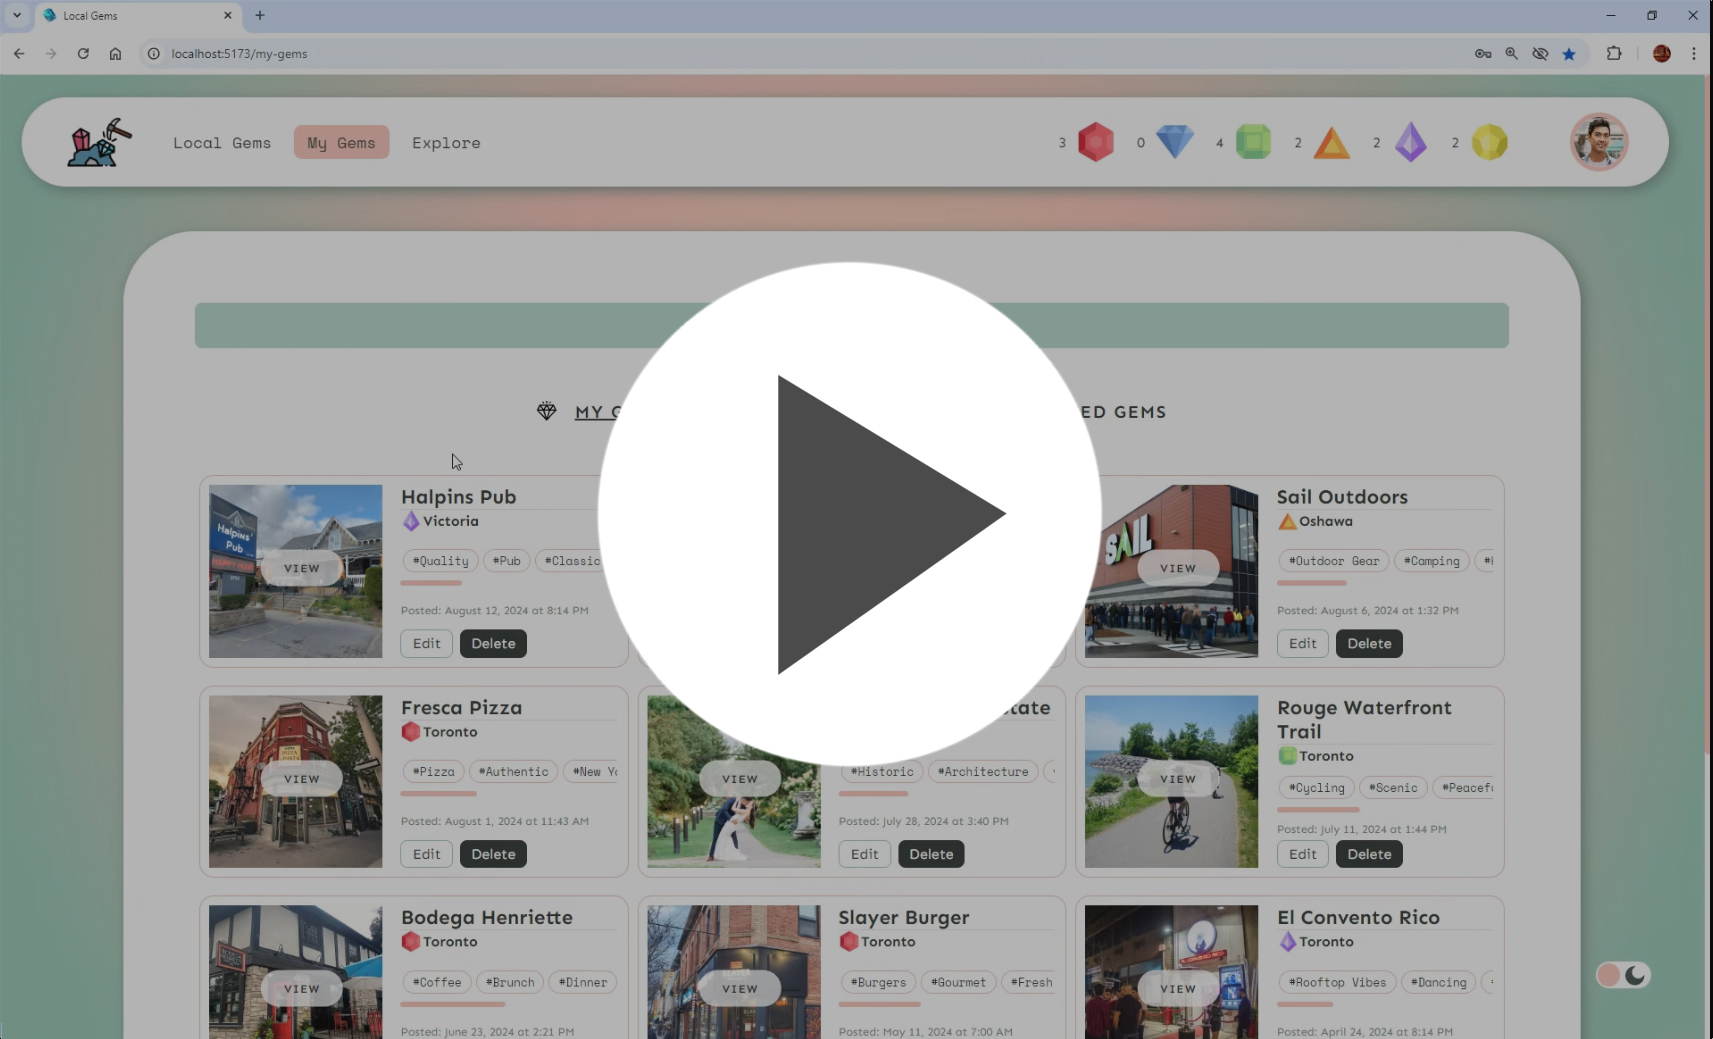 Local Gems
localhost:5173/my-gems
Local Gems My Gems Explore 3 0 4 2 2 2
MY G ED GEMS
Halpins Pub
Victoria
#Quality #Pub #Classic
Posted: August 12, 2024 at 8:14 PM
Edit Delete
Halpins'
Pub
VIEW
Sail Outdoors
Oshawa
#Outdoor Gear #Camping
Posted: August 6, 2024 at 1:32 PM
Edit Delete
SAIL
VIEW
Fresca Pizza
Toronto
#Pizza #Authentic #New Yo
Posted: August 1, 2024 at 11:43 AM
Edit Delete
PIZZA
VIEW
state
#Historic #Architecture
Posted: July 28, 2024 at 3:40 PM
Edit Delete
VIEW
Rouge Waterfront
Trail
Toronto
#Cycling #Scenic #Peacefu
Posted: July 11, 2024 at 1:44 PM
Edit Delete
VIEW
Bodega Henriette
Toronto
#Coffee #Brunch #Dinner
Posted: June 23, 2024 at 2:21 PM
VIEW
Slayer Burger
Toronto
#Burgers #Gourmet #Fresh
Posted: May 11, 2024 at 7:00 AM
VIEW
El Convento Rico
Toronto
#Rooftop Vibes #Dancing
Posted: April 24, 2024 at 8:14 PM
VIEW